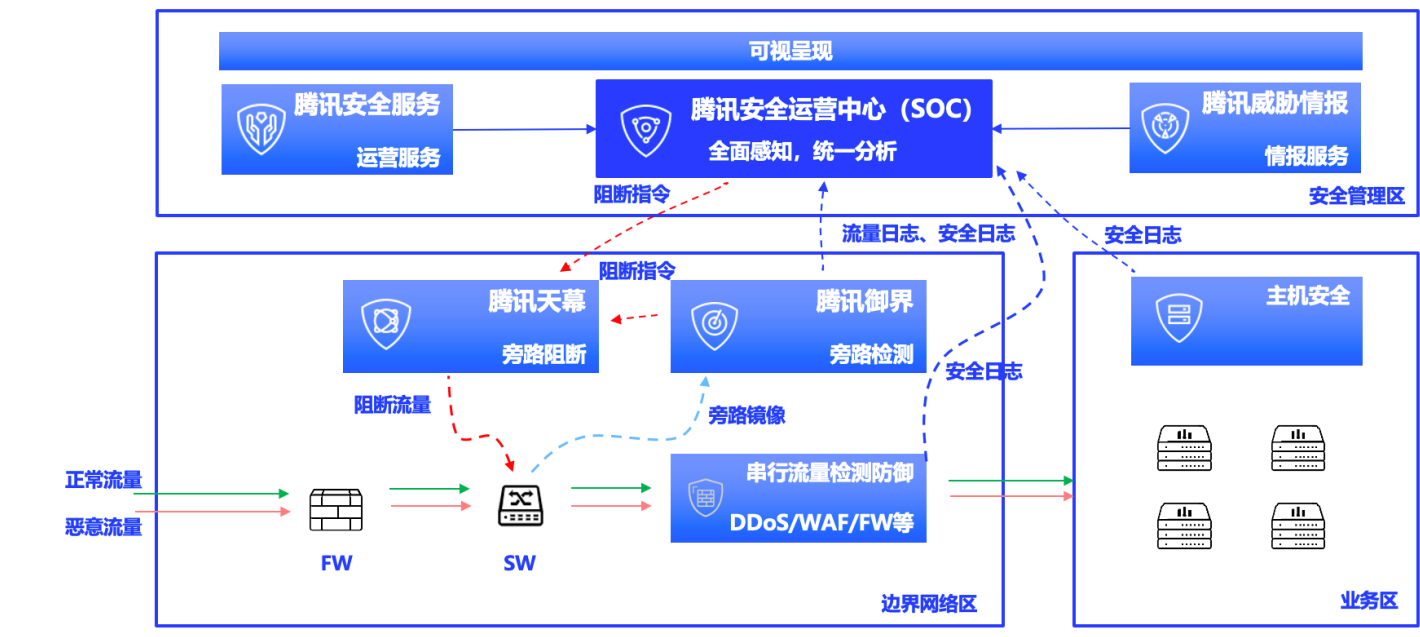 可视呈现
腾讯安全服务
运营服务
腾讯安全运营中心（SOC）
全面感知，统一分析
腾讯威胁情报
情报服务
安全管理区
阻断指令
流量日志、安全日志
安全日志
阻断指令
腾讯天幕
旁路阻断
腾讯御界
旁路检测
主机安全
安全日志
阻断流量
旁路镜像
正常流量
恶意流量
串行流量检测防御
DDoS/WAF/FW等
FW
SW
边界网络区
业务区